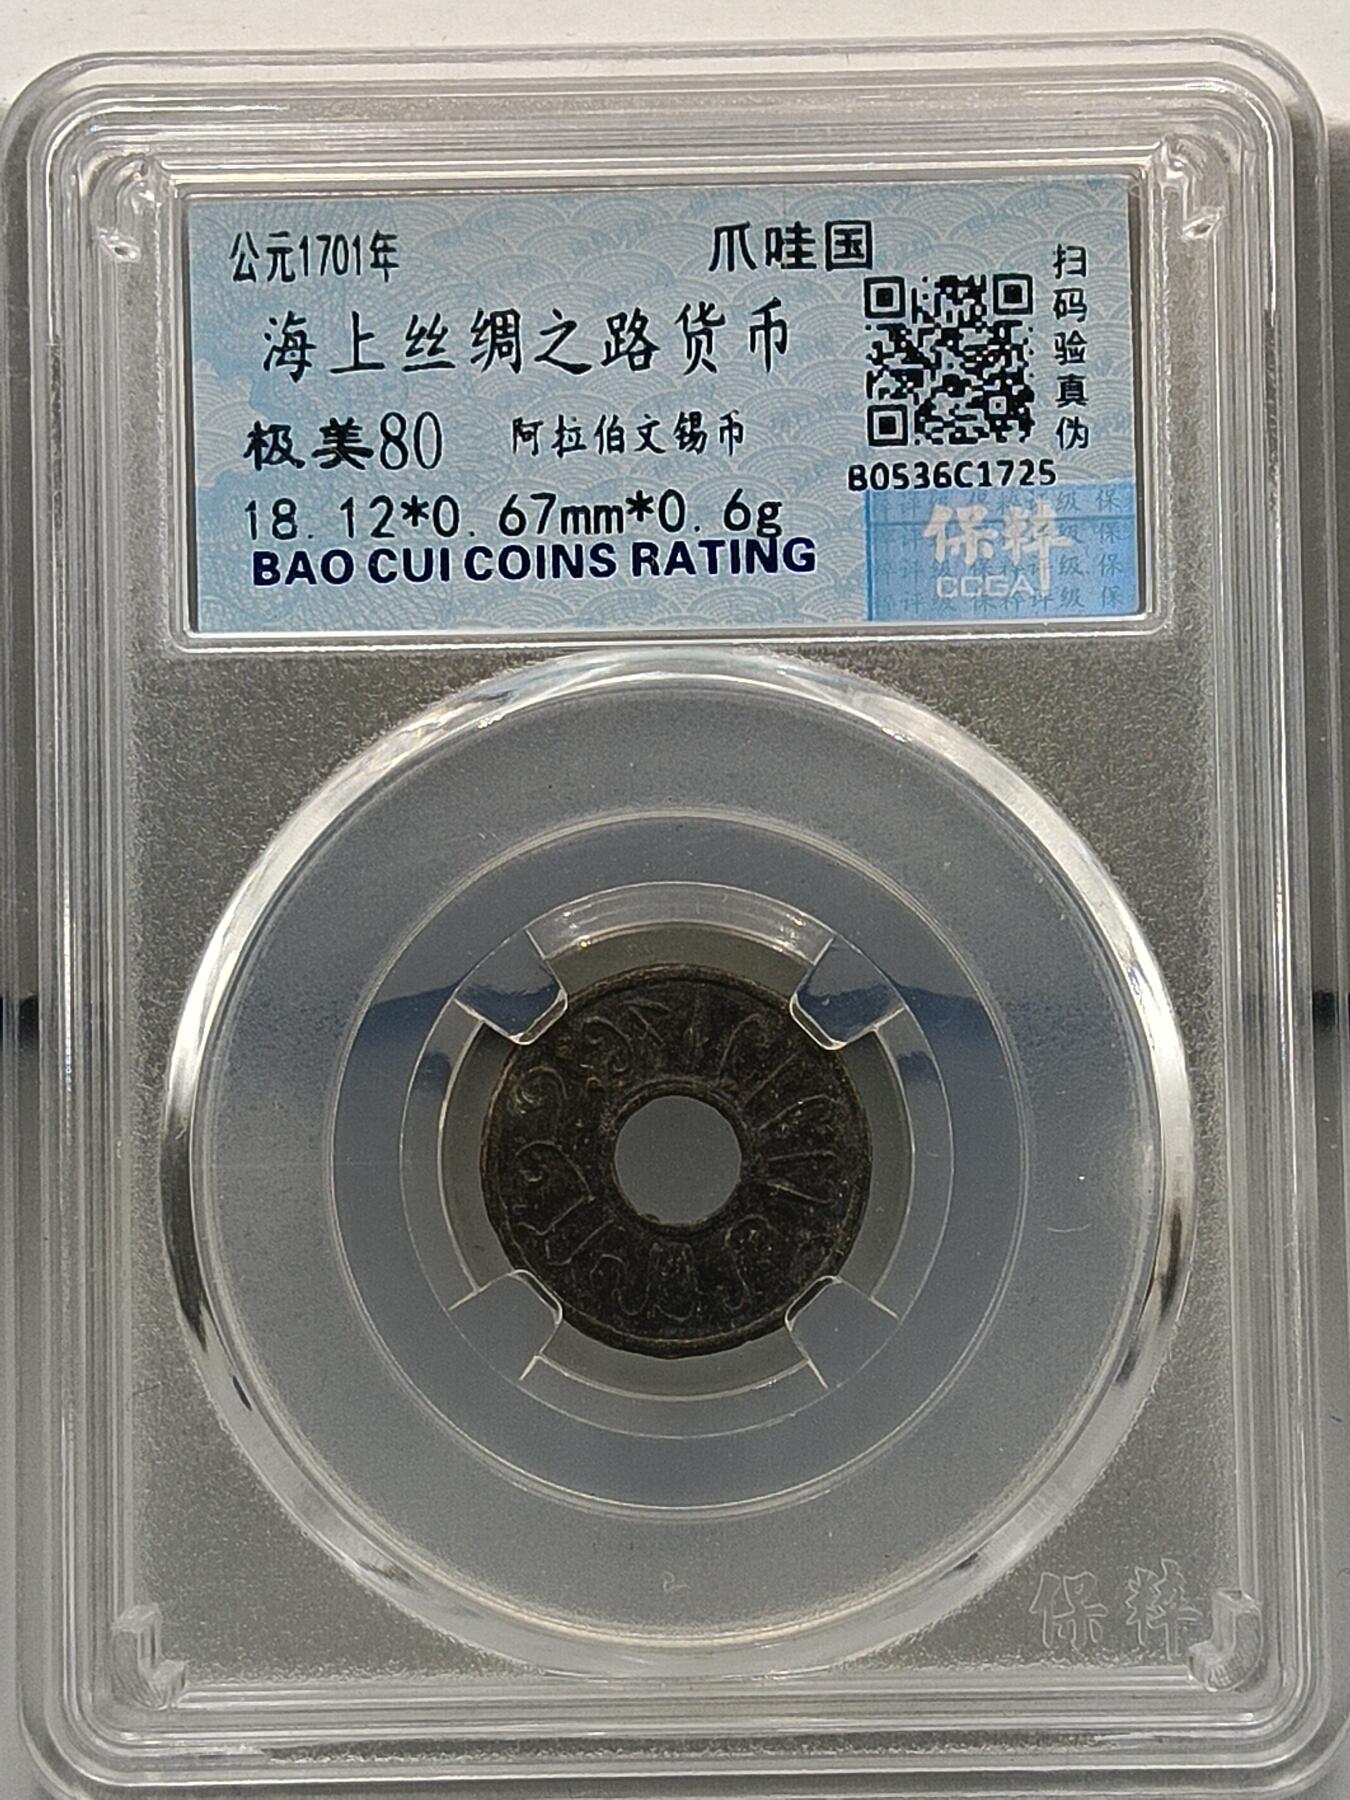 公元1701年
爪哇国
海上丝绸之路货币
极美80
阿拉伯文锡币
18.12*0.67mm*0.6g
BAO CUI COINS RATING
扫码验真伪
B0536C1725
保粹
CCGA
保粹